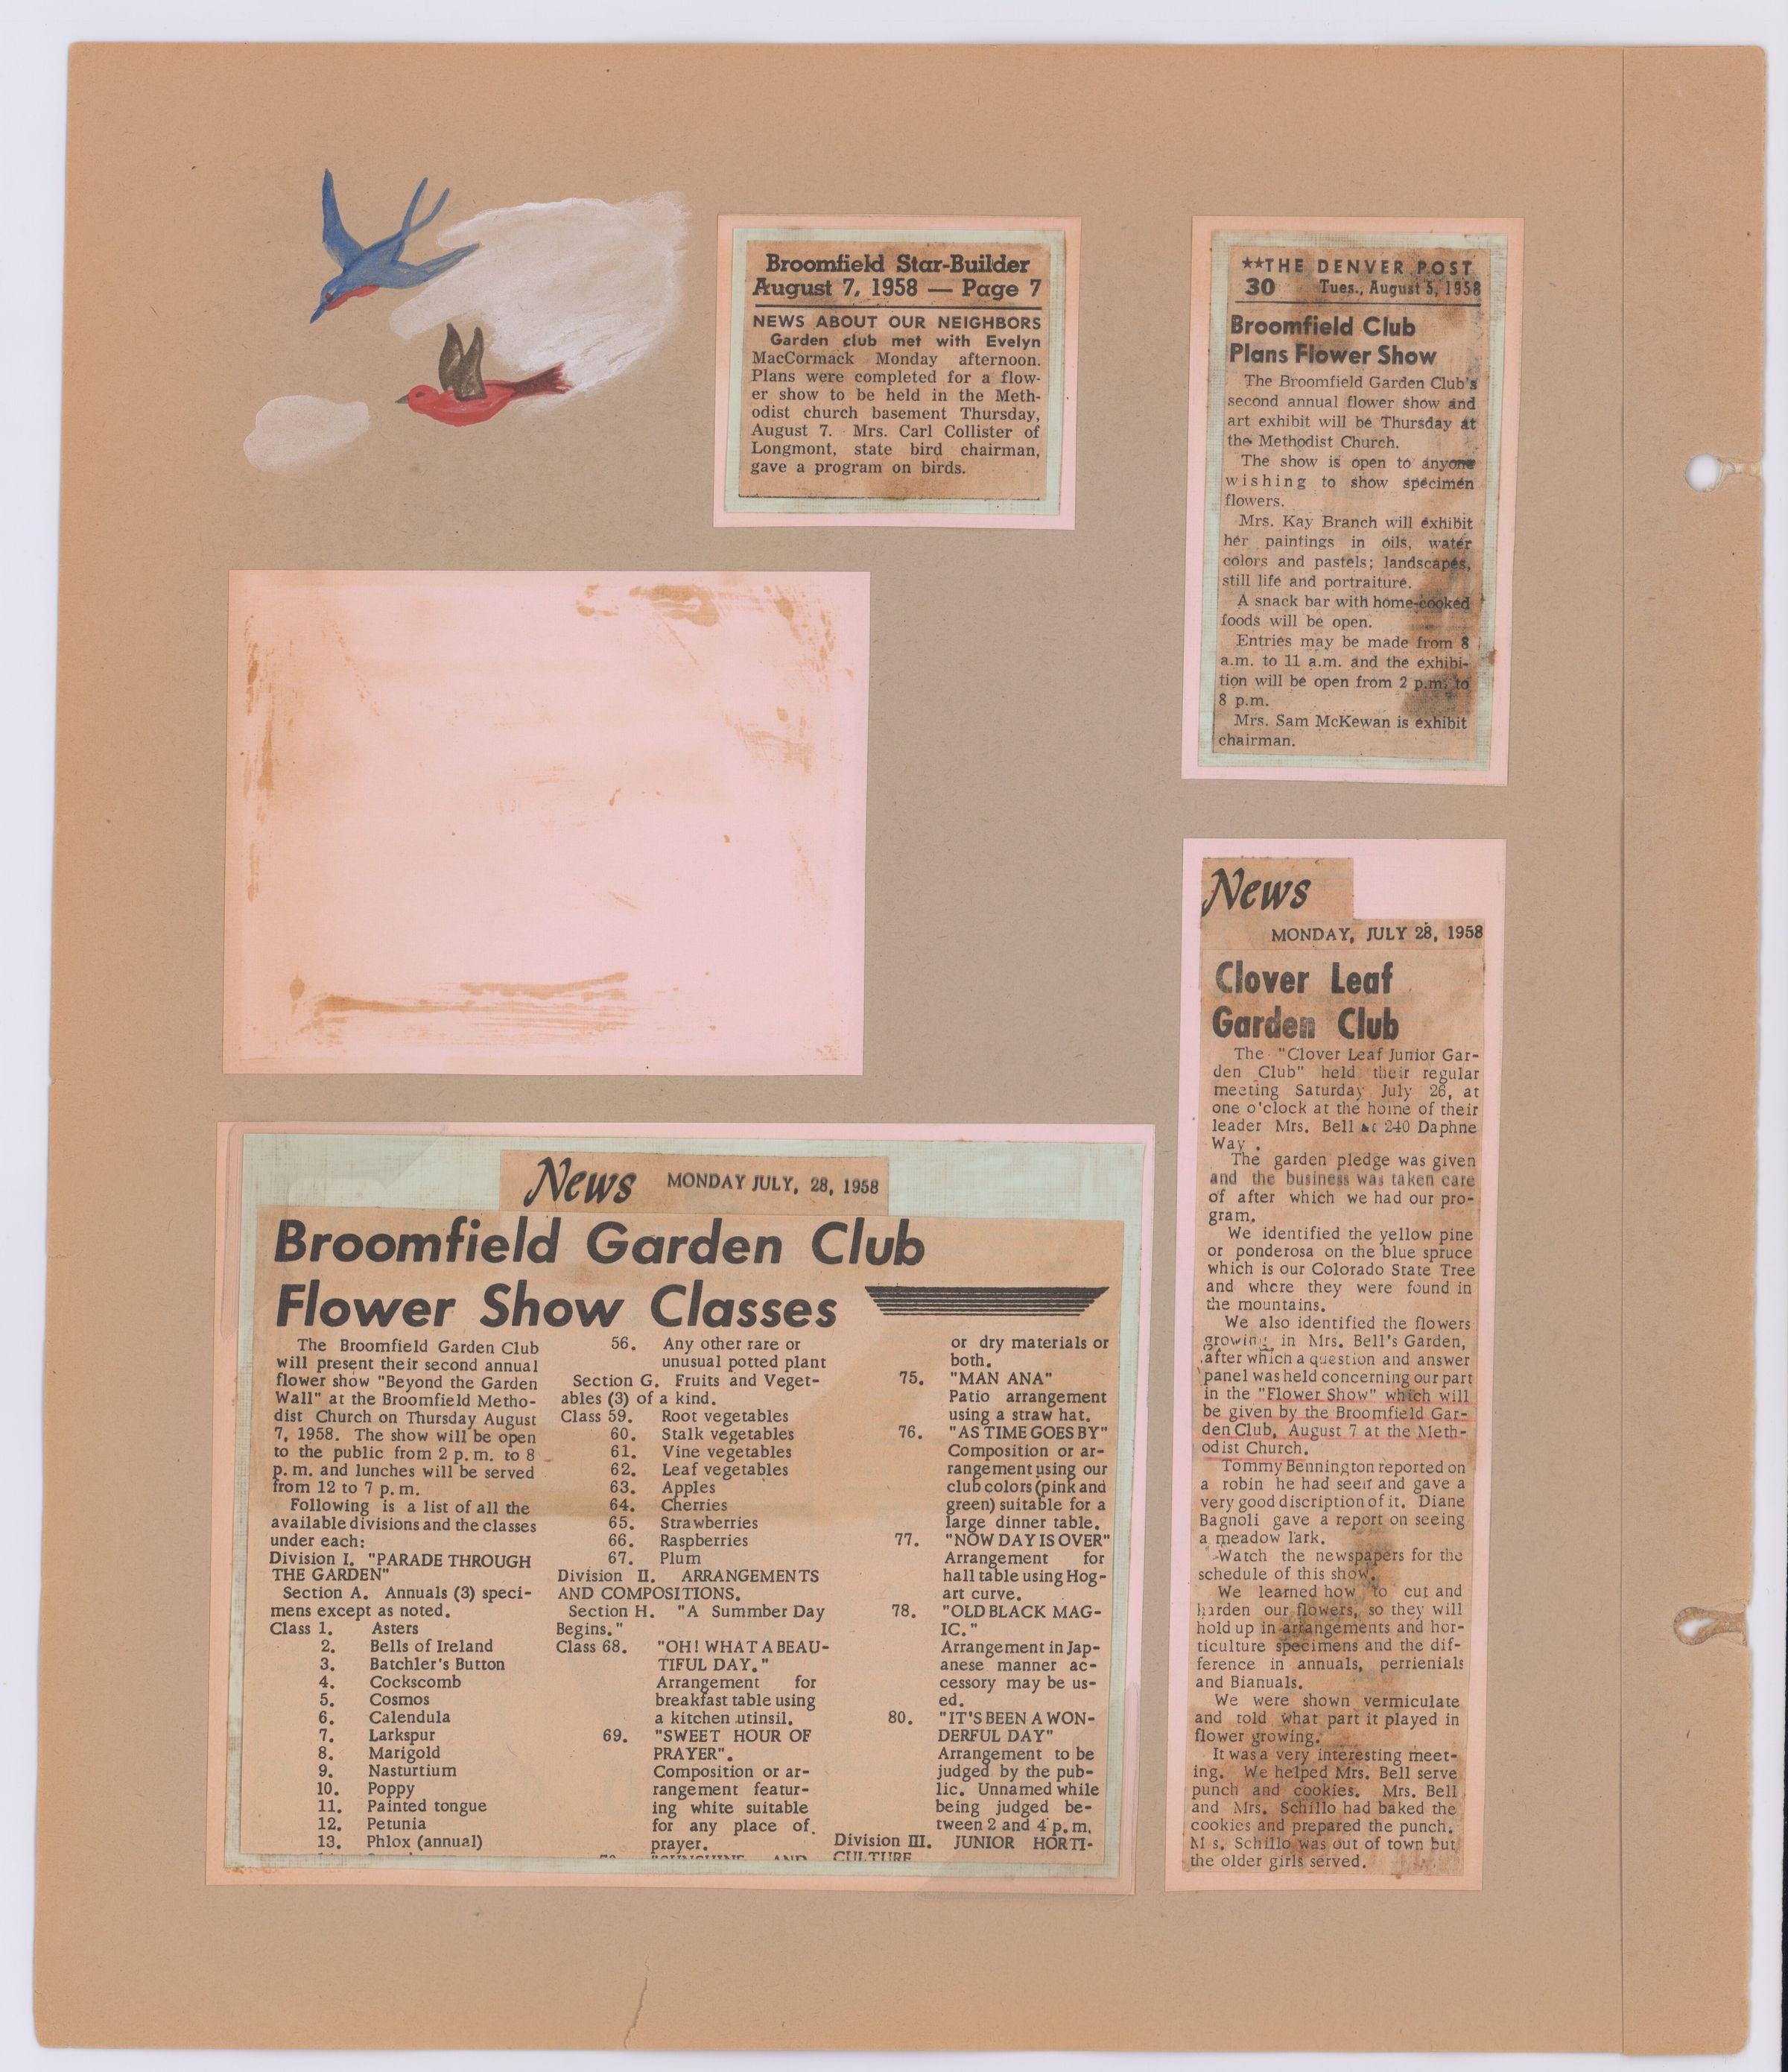 Broomfield Star-Builder
August 7, 1958 — Page 7
NEWS ABOUT OUR NEIGHBORS
Garden club met with Evelyn
MacCormack Monday afternoon.
Plans were completed for a flow-
er show to be held in the Meth-
odist church basement Thursday,
August 7. Mrs. Carl Collister of
Longmont, state bird chairman,
gave a program on birds.
**THE DENVER POST
30 Tues., August 5, 1958
Broomfield Club
Plans Flower Show
The Broomfield Garden Club's
second annual flower show and
art exhibit will be Thursday at
the Methodist Church.
The show is open to anyone
wishing to show specimen
flowers.
Mrs. Kay Branch will exhibit
her paintings in oils, water
colors and pastels; landscapes,
still life and portraiture.
A snack bar with home-cooked
foods will be open.
Entries may be made from 8
a.m. to 11 a.m. and the exhibi-
tion will be open from 2 p.m. to
8 p.m.
Mrs. Sam McKewan is exhibit
chairman.
News
MONDAY, JULY 28, 1958
Clover Leaf
Garden Club
The "Clover Leaf Junior Gar-
den Club" held their regular
meeting Saturday July 26, at
one o'clock at the home of their
leader Mrs. Bell at 240 Daphne
Way.
The garden pledge was given
and the business was taken care
of after which we had our pro-
gram.
We identified the yellow pine
or ponderosa on the blue spruce
which is our Colorado State Tree
and where they were found in
the mountains.
We also identified the flowers
growing in Mrs. Bell's Garden,
after which a question and answer
panel was held concerning our part
in the "Flower Show" which will
be given by the Broomfield Gar-
den Club, August 7 at the Meth-
odist Church.
Tommy Bennington reported on
a robin he had seen and gave a
very good discription of it. Diane
Bagnoli gave a report on seeing
a meadow lark.
Watch the newspapers for the
schedule of this show.
We learned how to cut and
harden our flowers, so they will
hold up in arrangements and hor-
ticulture specimens and the dif-
ference in annuals, perrienials
and Bianuals.
We were shown vermiculate
and told what part it played in
flower growing.
It was a very interesting meet-
ing. We helped Mrs. Bell serve
punch and cookies. Mrs. Bell
and Mrs. Schillo had baked the
cookies and prepared the punch.
M s. Schillo was out of town but
the older girls served.
News MONDAY JULY, 28, 1958
Broomfield Garden Club
Flower Show Classes
The Broomfield Garden Club
will present their second annual
flower show "Beyond the Garden
Wall" at the Broomfield Metho-
dist Church on Thursday August
7, 1958. The show will be open
to the public from 2 p.m. to 8
p.m. and lunches will be served
from 12 to 7 p.m.
Following is a list of all the
available divisions and the classes
under each:
Division I. "PARADE THROUGH
THE GARDEN"
Section A. Annuals (3) speci-
mens except as noted.
Class 1. Asters
2. Bells of Ireland
3. Batchler's Button
4. Cockscomb
5. Cosmos
6. Calendula
7. Larkspur
8. Marigold
9. Nasturtium
10. Poppy
11. Painted tongue
12. Petunia
13. Phlox (annual)
56. Any other rare or
unusual potted plant
Section G. Fruits and Veget-
ables (3) of a kind.
Class 59. Root vegetables
60. Stalk vegetables
61. Vine vegetables
62. Leaf vegetables
63. Apples
64. Cherries
65. Strawberries
66. Raspberries
67. Plum
Division II. ARRANGEMENTS
AND COMPOSITIONS.
Section H. "A Summber Day
Begins."
Class 68. "OH! WHAT A BEAU-
TIFUL DAY."
Arrangement for
breakfast table using
a kitchen utinsil.
69. "SWEET HOUR OF
PRAYER".
Composition or ar-
rangement featur-
ing white suitable
for any place of
prayer.
"SUNSHINE AND
or dry materials or
both.
75. "MAN ANA"
Patio arrangement
using a straw hat.
76. "AS TIME GOES BY"
Composition or ar-
rangement using our
club colors (pink and
green) suitable for a
large dinner table.
77. "NOW DAY IS OVER"
Arrangement for
hall table using Hog-
art curve.
78. "OLD BLACK MAG-
IC."
Arrangement in Jap-
anese manner ac-
cessory may be us-
ed.
80. "IT'S BEEN A WON-
DERFUL DAY"
Arrangement to be
judged by the pub-
lic. Unnamed while
being judged be-
tween 2 and 4 p.m.
Division III. JUNIOR HORTI-
CULTURE